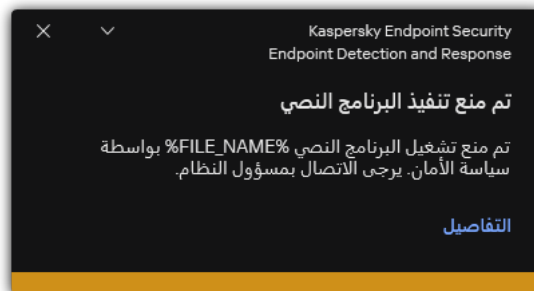 Kaspersky Endpoint Security
Endpoint Detection and Response
تم منع تنفيذ البرنامج النصي
تم منع تشغيل البرنامج النصي %FILE_NAME% بواسطة
سياسة الأمان. يرجى الاتصال بمسؤول النظام.
التفاصيل